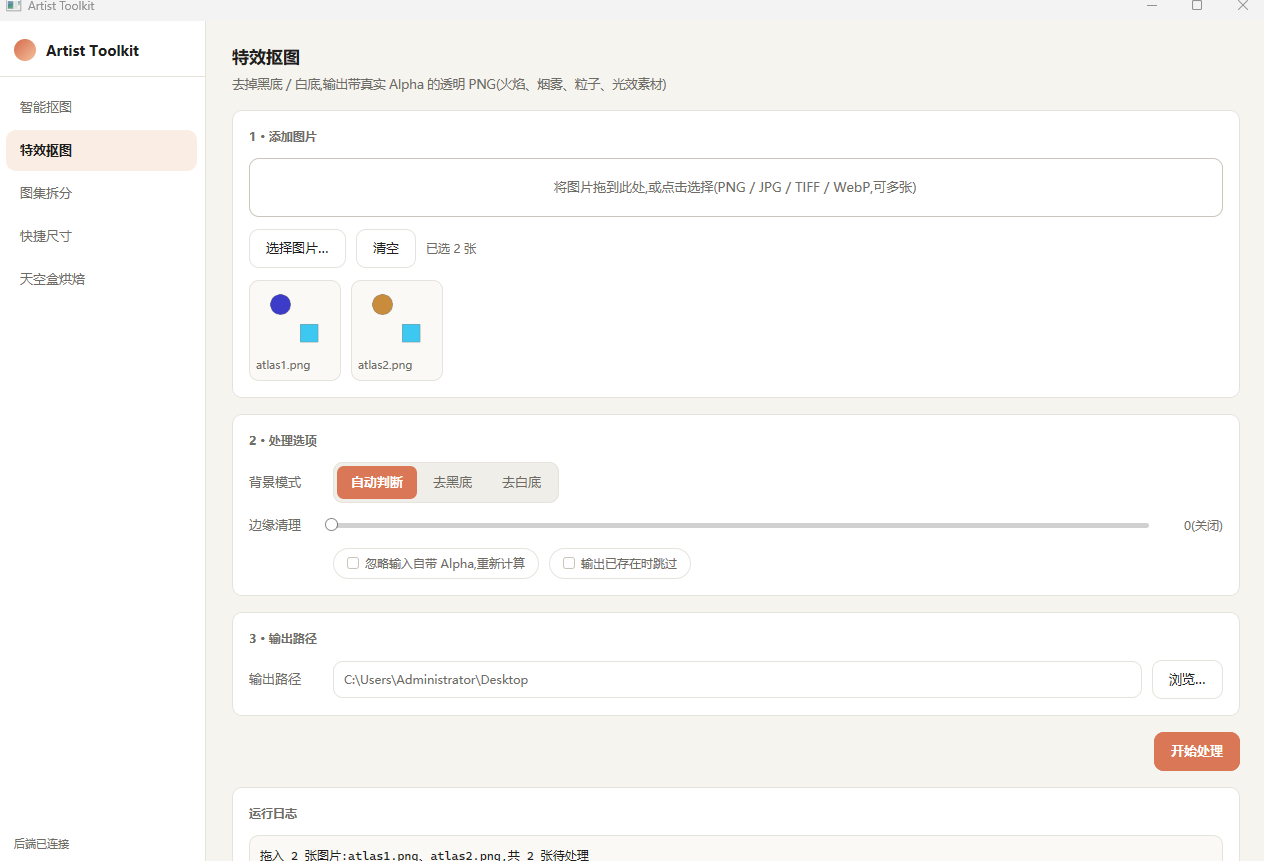 Artist Toolkit
Artist Toolkit
智能抠图
特效抠图
图集拆分
快捷尺寸
天空盒烘焙
后端已连接
特效抠图
去掉黑底 / 白底,输出带真实 Alpha 的透明 PNG(火焰、烟雾、粒子、光效素材)
1 • 添加图片
将图片拖到此处,或点击选择(PNG / JPG / TIFF / WebP,可多张)
选择图片... 清空 已选 2 张
atlas1.png atlas2.png
2 • 处理选项
背景模式 自动判断 去黑底 去白底
边缘清理 0(关闭)
忽略输入自带 Alpha,重新计算 输出已存在时跳过
3 • 输出路径
输出路径 C:\Users\Administrator\Desktop 浏览...
开始处理
运行日志
拖入 2 张图片:atlas1.png、atlas2.png,共 2 张待处理